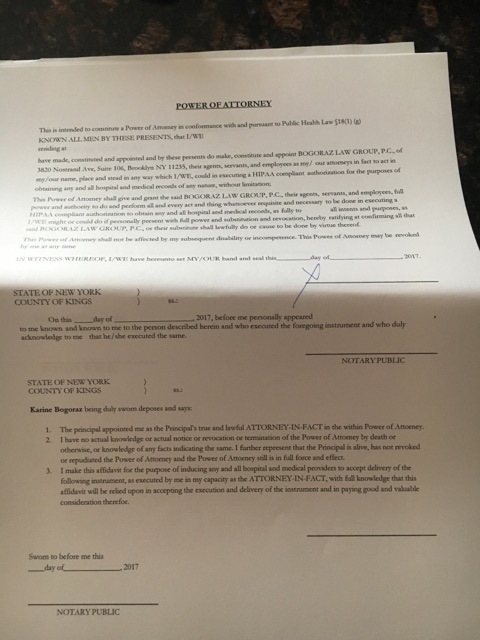 POWER OF ATTORNEY
This is intended to constitute a Power of Attorney in conformance with and pursuant to Public Health Law §18(1) (g)
KNOWN ALL MEN BY THESE PRESENTS, that I/WE
residing at
have made, constituted and appointed and by these presents do make, constitute and appoint BOGORAZ LAW GROUP, P.C., of
3820 Nostrand Ave, Suite 106, Brooklyn NY 11235, their agents, servants, and employees as my/ our attorneys in fact to act in
my/our name, place and stead in any way which I/WE, could in executing a HIPAA compliant authorization for the purposes of
obtaining any and all hospital and medical records of any nature, without limitation;
This Power of Attorney shall give and grant the said BOGORAZ LAW GROUP, P.C., their agents, servants, and employees, full
power and authority to do and perform all and every act and thing whatsoever requisite and necessary to be done in executing a
HIPAA compliant authorization to obtain any and all hospital and medical records, as fully to all intents and purposes, as
I/WE might or could do if personally present with full power and substitution and revocation, hereby ratifying at confirming all that
said BOGORAZ LAW GROUP, P.C., or their substitute shall lawfully do or cause to be done by virtue thereof.
This Power of Attorney shall not be affected by my subsequent disability or incompetence. This Power of Attorney may be revoked
by me at any time
IN WITNESS WHEREOF, I/WE have hereunto set MY/OUR hand and seal this____day of____, 2017.
X
STATE OF NEW YORK )
COUNTY OF KINGS ) ss.:
On this ____day of ____, 2017, before me personally appeared
to me known and known to me to the person described herein and who executed the foregoing instrument and who duly
acknowledge to me that he/she executed the same.
NOTARY PUBLIC
STATE OF NEW YORK )
COUNTY OF KINGS ) ss.:
Karine Bogoraz being duly sworn deposes and says:
1. The principal appointed me as the Principal's true and lawful ATTORNEY-IN-FACT in the within Power of Attorney.
2. I have no actual knowledge or actual notice or revocation or termination of the Power of Attorney by death or
otherwise, or knowledge of any facts indicating the same. I further represent that the Principal is alive, has not revoked
or repudiated the Power of Attorney and the Power of Attorney still is in full force and effect.
3. I make this affidavit for the purpose of inducing any and all hospital and medical providers to accept delivery of the
following instrument, as executed by me in my capacity as the ATTORNEY-IN-FACT, with full knowledge that this
affidavit will be relied upon in accepting the execution and delivery of the instrument and in paying good and valuable
consideration therefor.
Sworn to before me this
____day of____, 2017
NOTARY PUBLIC